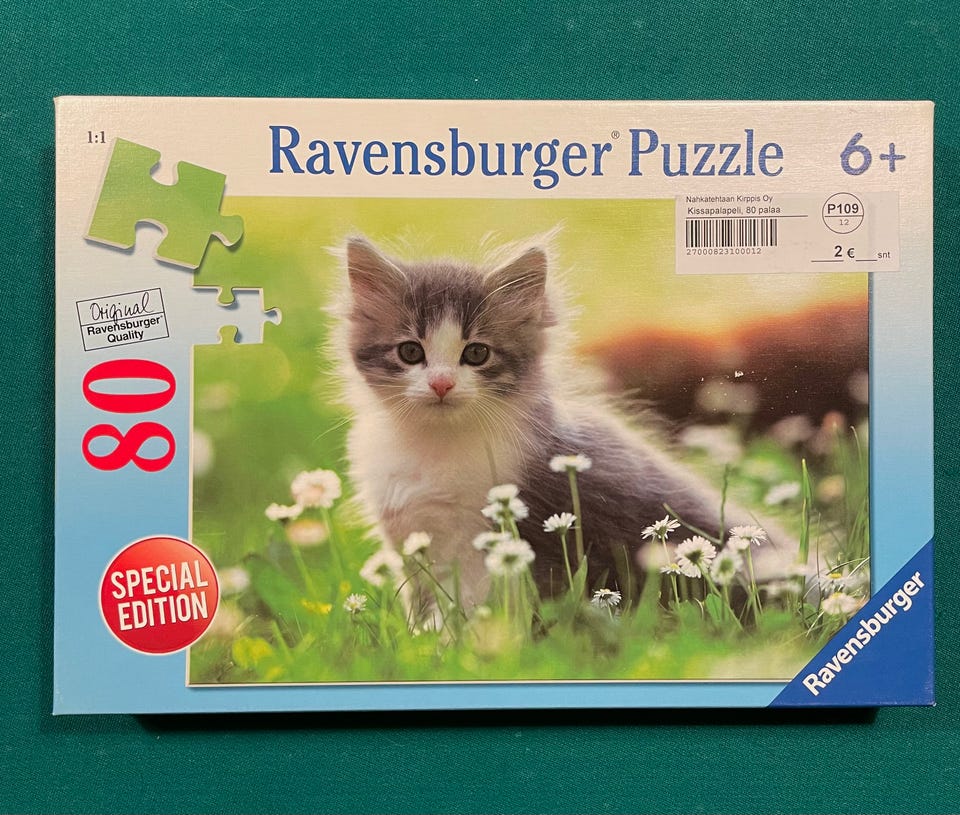 1:1
Ravensburger® Puzzle
6+
Nahkatehtaan Kirppis Oy
Kissapalapeli, 80 palaa
27000823100012
P109
12
2 € snt
Original
Ravensburger®
Quality
80
SPECIAL
EDITION
Ravensburger